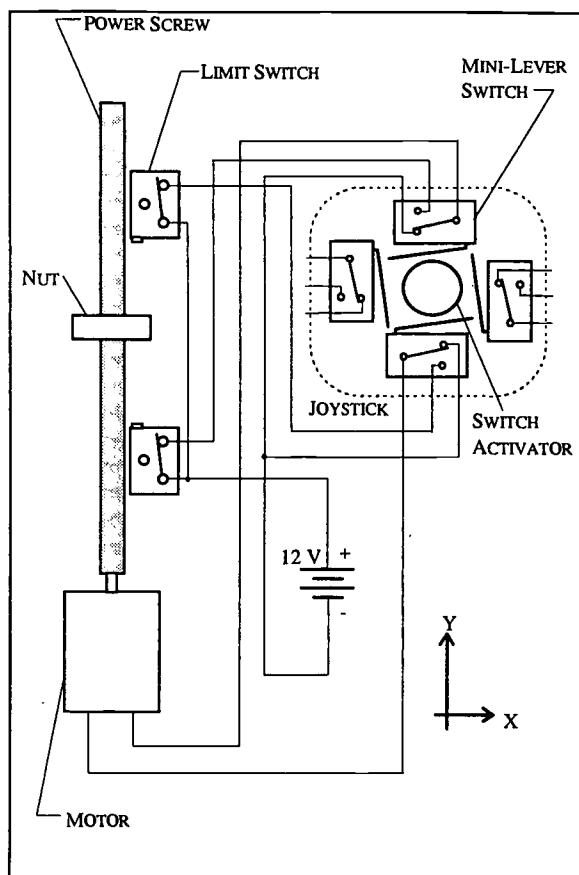 POWER SCREW
LIMIT SWITCH
MINI-LEVER
SWITCH
NUT
JOYSTICK
SWITCH
ACTIVATOR
12 V +
-
Y
X
MOTOR